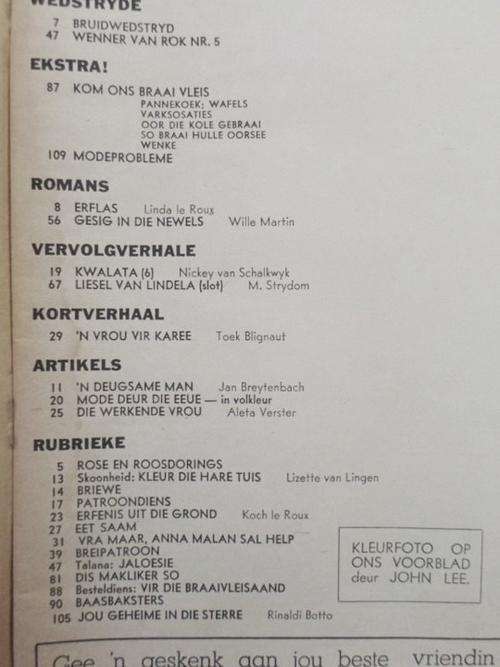 WEDSTRYDE
7 BRUIDWEDSTRYD
47 WENNER VAN ROK NR. 5
EKSTRA!
87 KOM ONS BRAAI VLEIS
PANNEKOEK; WAFELS
VARKSOSATIES
OOR DIE KOLE GEBRAAI
SO BRAAI HULLE OORSEE
WENKE
109 MODEPROBLEME
ROMANS
8 ERFLAS Linda le Roux
56 GESIG IN DIE NEWELS Wille Martin
VERVOLGVERHALE
19 KWALATA (6) Nickey van Schalkwyk
67 LIESEL VAN LINDELA (slot) M. Strydom
KORTVERHAAL
29 'N VROU VIR KAREE Toek Blignaut
ARTIKELS
11 'N DEUGSAME MAN Jan Breytenbach
20 MODE DEUR DIE EEUE — in volkleur
25 DIE WERKENDE VROU Aleta Verster
RUBRIEKE
5 ROSE EN ROOSDORINGS
13 Skoonheid: KLEUR DIE HARE TUIS Lizette van Lingen
14 BRIEWE
17 PATROONDIENS
23 ERFENIS UIT DIE GROND Koch le Roux
27 EET SAAM
31 VRA MAAR, ANNA MALAN SAL HELP
39 BREIPATROON
47 Talana: JALOESIE
81 DIS MAKLIKER SO
88 Besteldiens: VIR DIE BRAAIVLEISAAND
90 BAASBAKSTERS
105 JOU GEHEIME IN DIE STERRE Rinaldi Botto
KLEURFOTO OP
ONS VOORBLAD
deur JOHN LEE.
Gee 'n geskenk aan jou beste vriendin